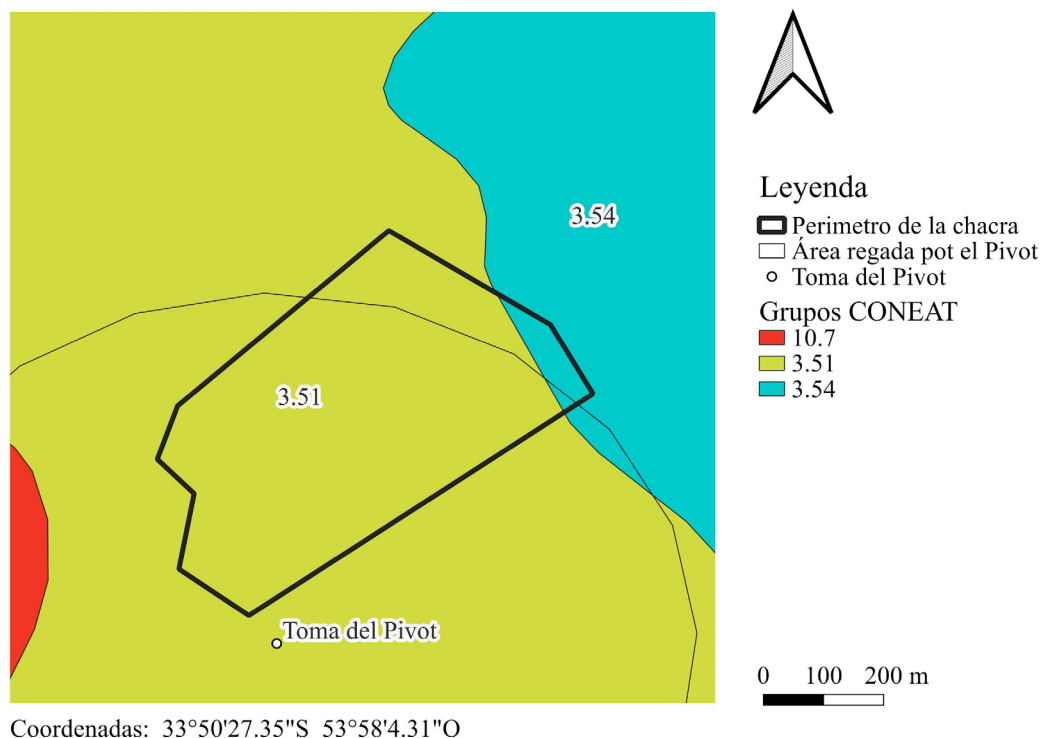 3.54
3.51
Toma del Pivot
Coordenadas: 33°50'27.35"S 53°58'4.31"O
Leyenda
Perimetro de la chacra
Área regada pot el Pivot
Toma del Pivot
Grupos CONEAT
10.7
3.51
3.54
0 100 200 m